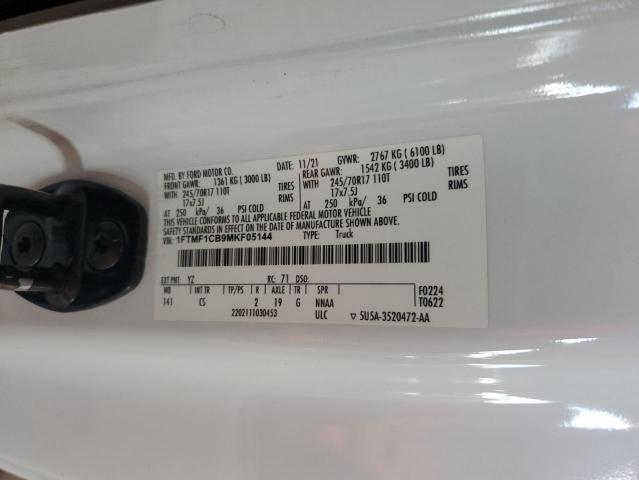 MFD. BY FORD MOTOR CO.
DATE: 11/21 GVWR: 2767 KG ( 6100 LB)
FRONT GAWR: 1361 KG ( 3000 LB) REAR GAWR: 1542 KG ( 3400 LB)
WITH 245/70R17 110T TIRES WITH 245/70R17 110T TIRES
17x7.5J RIMS 17x7.5J RIMS
AT 250 kPa/ 36 PSI COLD AT 250 kPa/ 36 PSI COLD
THIS VEHICLE CONFORMS TO ALL APPLICABLE FEDERAL MOTOR VEHICLE
SAFETY STANDARDS IN EFFECT ON THE DATE OF MANUFACTURE SHOWN ABOVE.
VIN: 1FTMF1CB9MKF05144 TYPE: Truck
EXT PNT: YZ RC: 71 DSO:
WB INT TR TP/PS R AXLE TR SPR F0224
141 CS 2 19 G NNAA T0622
2202111030453 ULC ▽ 5U5A-3520472-AA